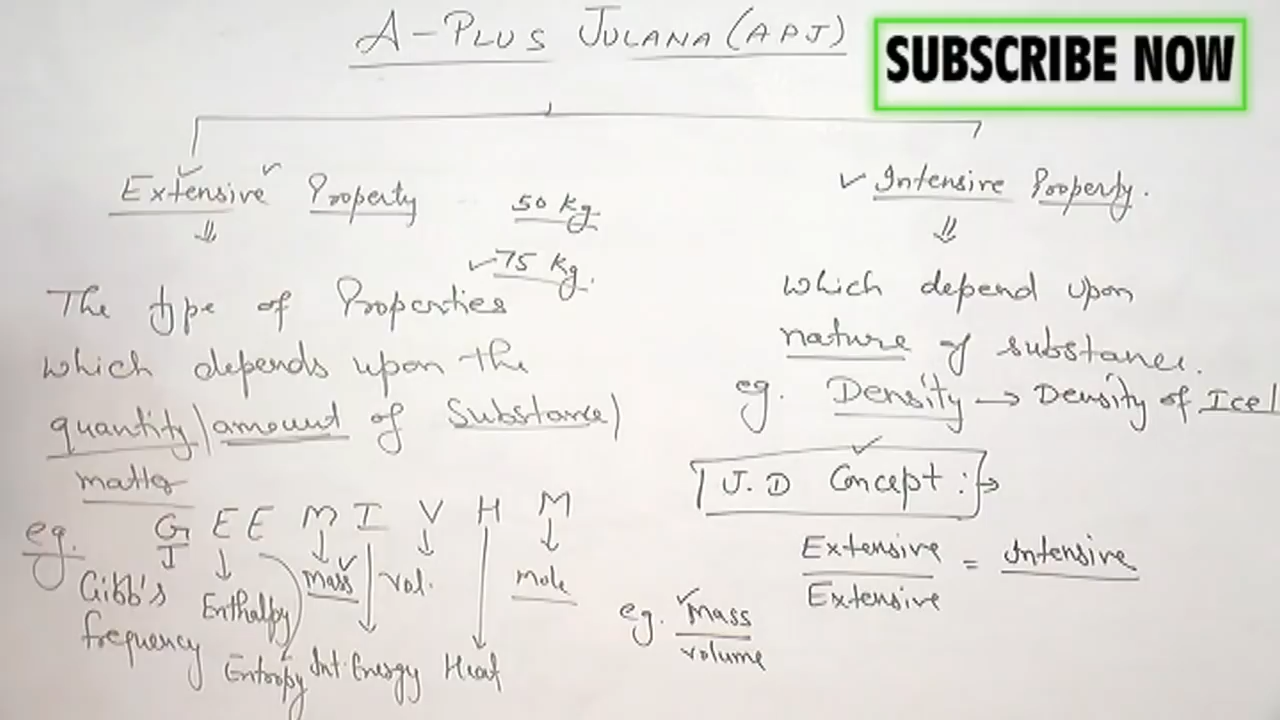 A-PLUS JULANA (APJ)
SUBSCRIBE NOW
Extensive Property
50 kg
75 kg.
The type of Properties
which depends upon the
quantity/amount of Substance/
matter
eg. G E E M I V H M
Gibb's
frequency
Enthalpy
Entropy
Mass
Int. Energy
Vol.
Heat
Mole
Intensive Property.
which depend upon
nature of substance.
eg. Density → Density of Ice
J.D Concept :→
Extensive
Extensive
= Intensive
eg. Mass
volume